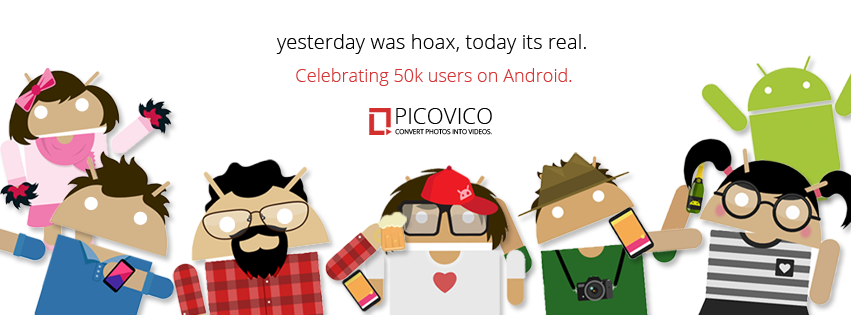 yesterday was hoax, today its real.
Celebrating 50k users on Android.
PICOVICO
CONVERT PHOTOS INTO VIDEOS.